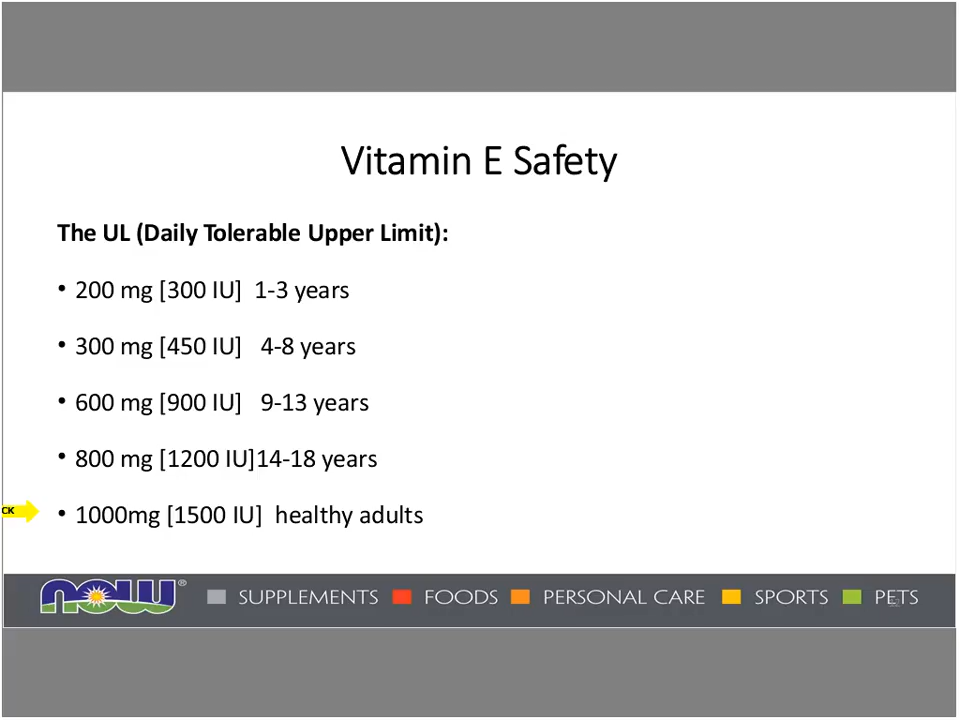 Vitamin E Safety
The UL (Daily Tolerable Upper Limit):
• 200 mg [300 IU]  1-3 years
• 300 mg [450 IU]   4-8 years
• 600 mg [900 IU]   9-13 years
• 800 mg [1200 IU]14-18 years
CK
• 1000mg [1500 IU]  healthy adults
NOW® SUPPLEMENTS FOODS PERSONAL CARE SPORTS PETS